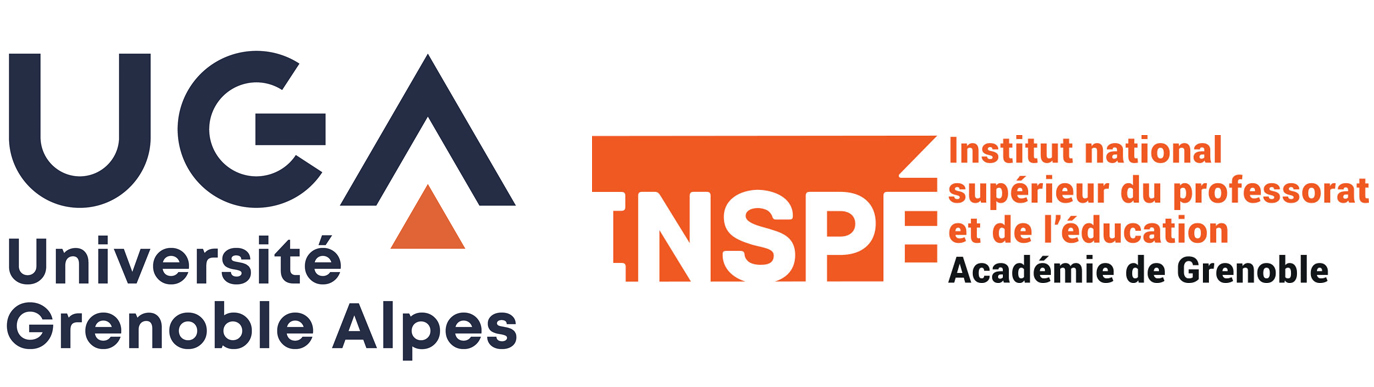 UGA
Université
Grenoble Alpes
INSPÉ
Institut national
supérieur du professorat
et de l’éducation
Académie de Grenoble